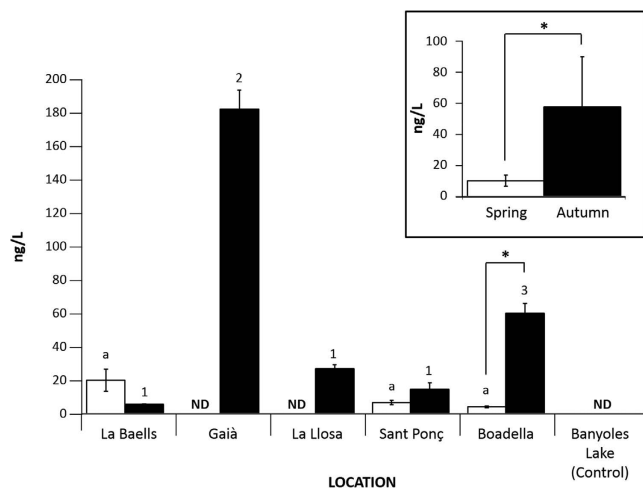 100
*
80
60
ng/L
40
20
0
Spring Autumn
200
180
160
140
120
100
80
60
40
20
0
ng/L
2
*
3
a
1
1
a
1
a
ND
ND
ND
La Baells
Gaià
La Llosa
Sant Ponç
Boadella
Banyoles
Lake
(Control)
LOCATION